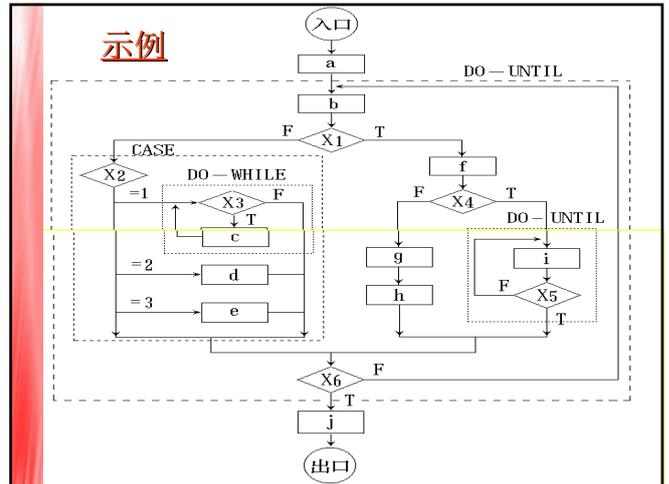 示例
入口
a
DO—UNTIL
b
F X1 T
CASE
X2
DO—WHILE
=1 X3 F
T
c
=2 d
=3 e
f
F X4 T
DO—UNTIL
g
h
i
F X5
T
X6 F
T
j
出口